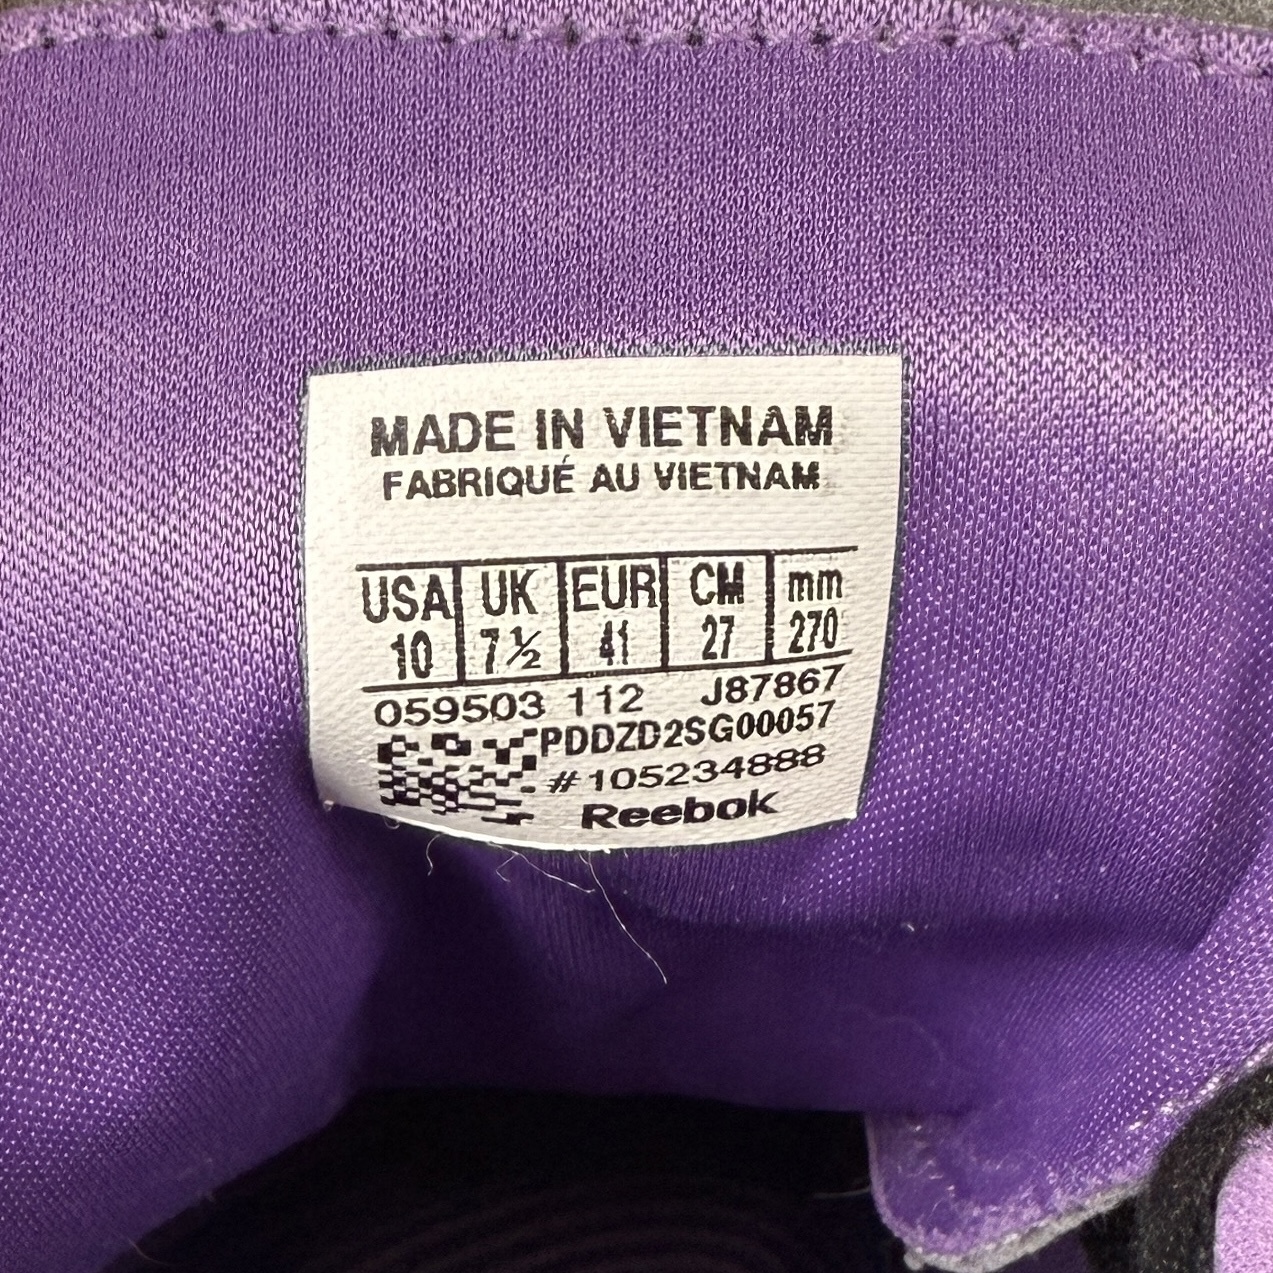 MADE IN VIETNAM
FABRIQUÉ AU VIETNAM
USA UK EUR CM mm
10 7½ 41 27 270
059503 112 J87867
PDDZD2SG00057
#105234888
Reebok